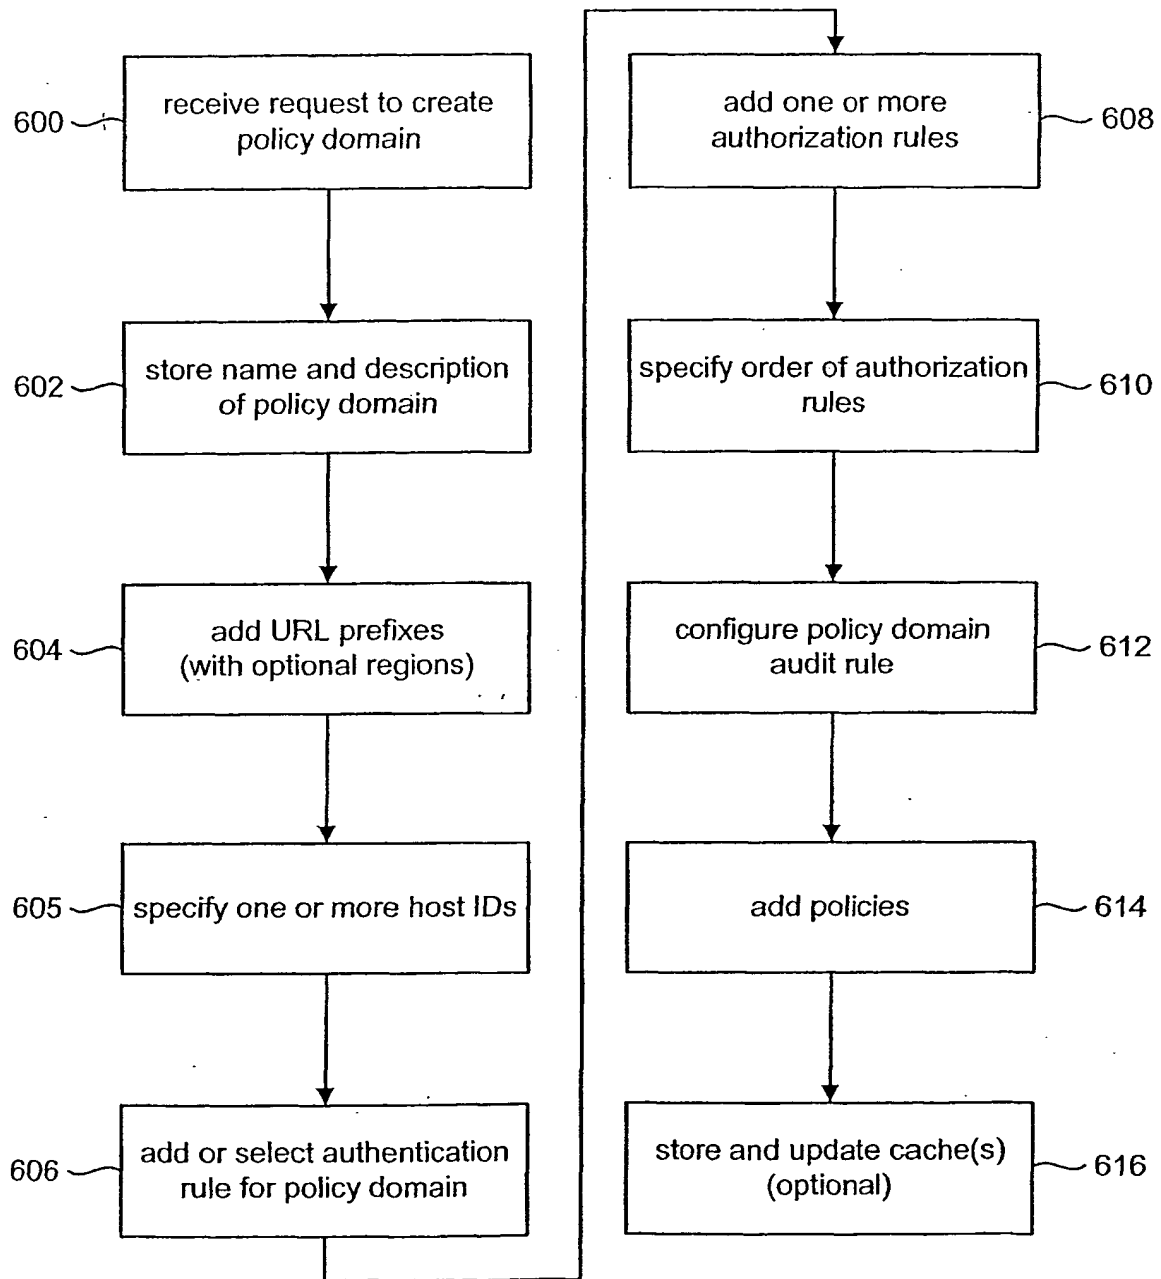 600
receive request to create
policy domain
602
store name and description
of policy domain
604
add URL prefixes
(with optional regions)
605
specify one or more host IDs
606
add or select authentication
rule for policy domain
add one or more
authorization rules
608
specify order of authorization
rules
610
configure policy domain
audit rule
612
add policies
614
store and update cache(s)
(optional)
616